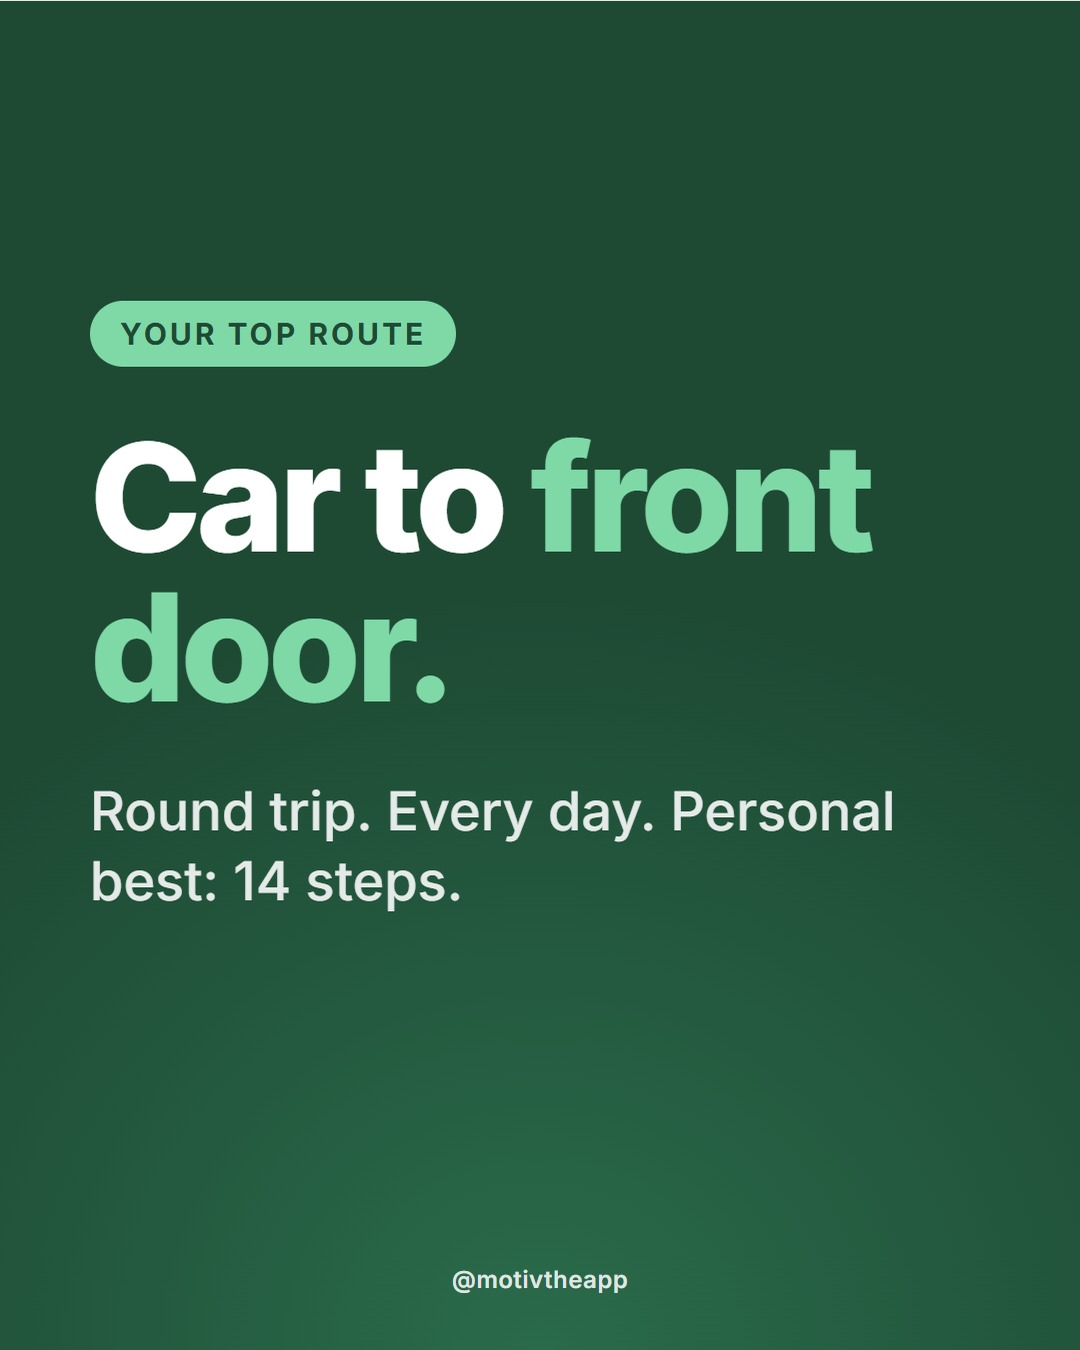 YOUR TOP ROUTE
Car to front
door.
Round trip. Every day. Personal
best: 14 steps.
@motivtheapp